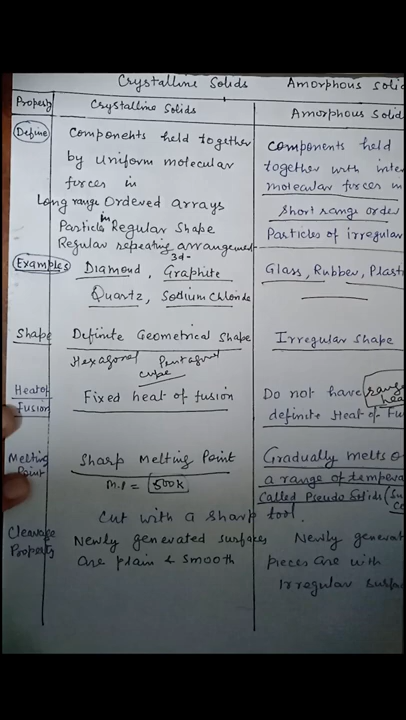 Crystalline Solids Amorphous Solid
Property Crystalline Solids Amorphous Solid
Define
Components held together
by uniform molecular
forces in
Long range Ordered arrays
in
Particles Regular Shape
Regular repeating arrangement
3d-
Components held
together with inter
molecular forces in
Short range order
Particles of irregular
Examples
Diamond, Graphite
Quartz, Sodium Chloride
Glass, Rubber, Plasti
Shape Definite Geometrical Shape Irregular Shape
Hexagonal Pentagonal
cube
Heat of
Fusion
Fixed heat of fusion
Do not have range
hea
definite Heat of Fu
Melting
Point
Sharp Melting Point
M.P = 500K
Gradually melts o
a range of tempera
Called Pseudo Solids (Su
Co
Cut with a sharp tool.
Cleavage
Property
Newly generated surfaces
are plain & smooth
Newly generat
pieces are with
Irregular surfa